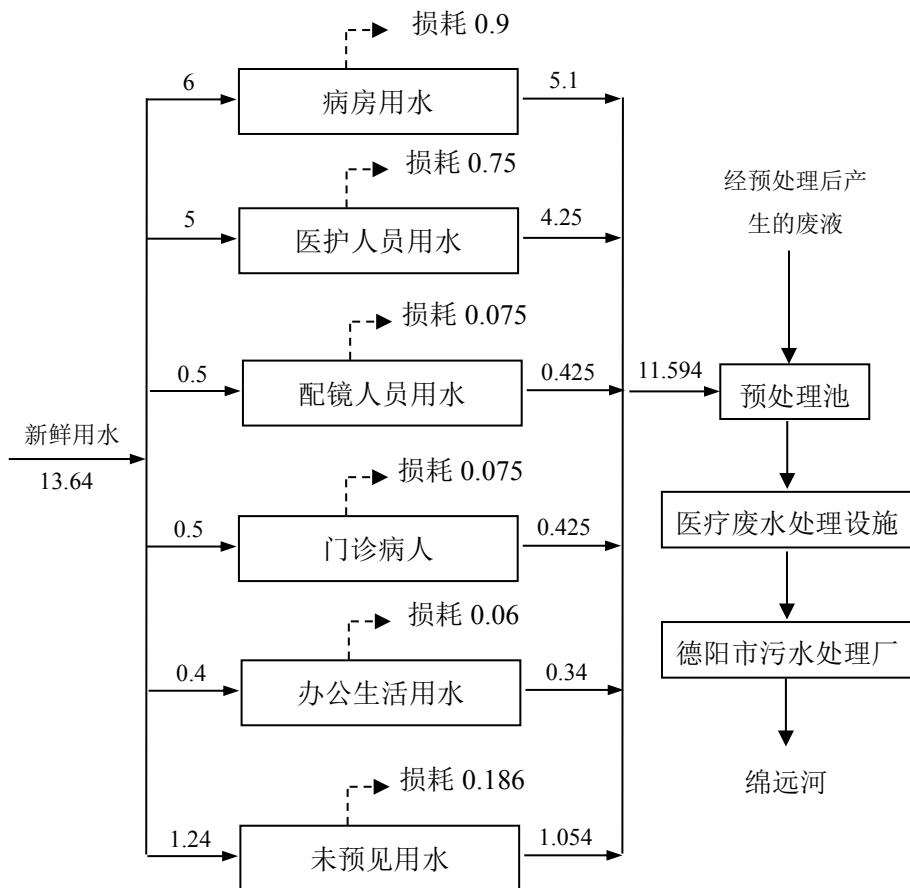 损耗 0.9
6
病房用水
5.1
损耗 0.75
5
医护人员用水
4.25
经预处理后产
生的废液
损耗 0.075
0.5
配镜人员用水
0.425
11.594
预处理池
新鲜用水
13.64
损耗 0.075
0.5
门诊病人
0.425
医疗废水处理设施
损耗 0.06
0.4
办公生活用水
0.34
德阳市污水处理厂
损耗 0.186
1.24
未预见用水
1.054
绵远河